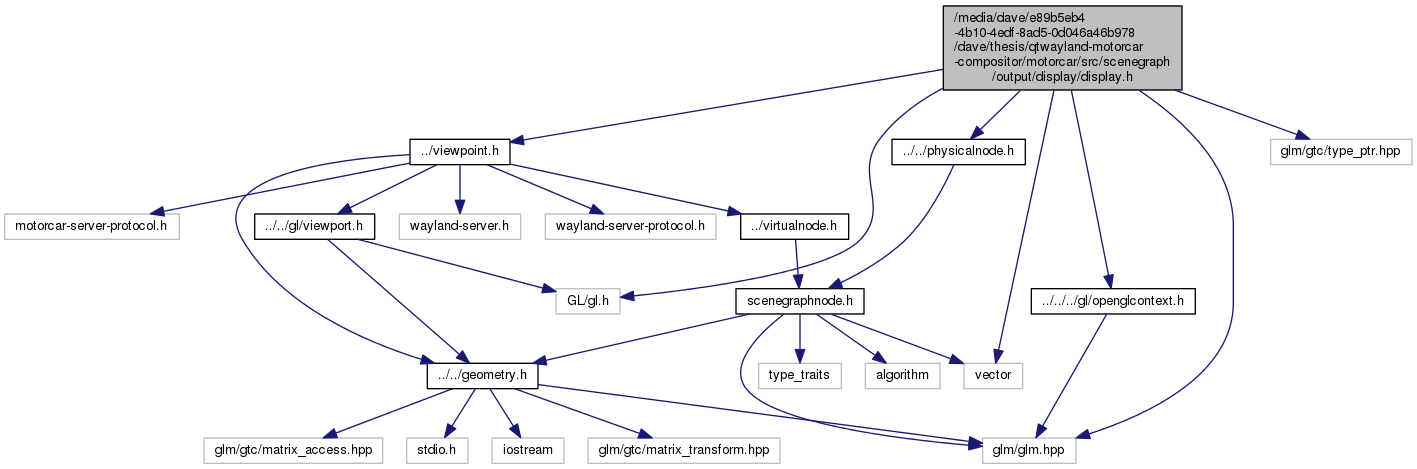 /media/dave/e89b5eb4
-4b10-4edf-8ad5-0d046a46b978
/dave/thesis/qtwayland-motorcar
-compositor/motorcar/src/scenegraph
/output/display/display.h
../viewpoint.h
../../physicalnode.h
glm/gtc/type_ptr.hpp
motorcar-server-protocol.h
../../gl/viewport.h
wayland-server.h
wayland-server-protocol.h
../virtualnode.h
GL/gl.h
scenegraphnode.h
../../../gl/openglcontext.h
../../geometry.h
type_traits
algorithm
vector
glm/gtc/matrix_access.hpp
stdio.h
iostream
glm/gtc/matrix_transform.hpp
glm/glm.hpp